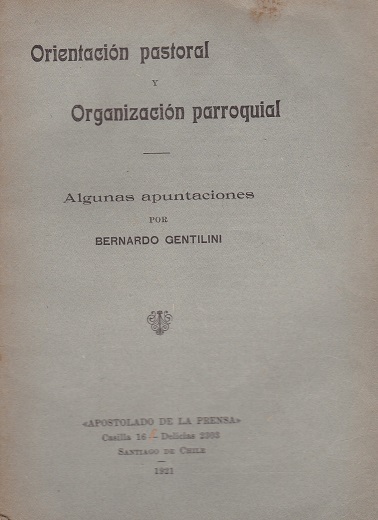 Orientación pastoral
Y
Organización parroquial
Algunas apuntaciones
POR
BERNARDO GENTILINI
«APOSTOLADO DE LA PRENSA»
Casilla 16 - Delicias 2393
SANTIAGO DE CHILE
1921